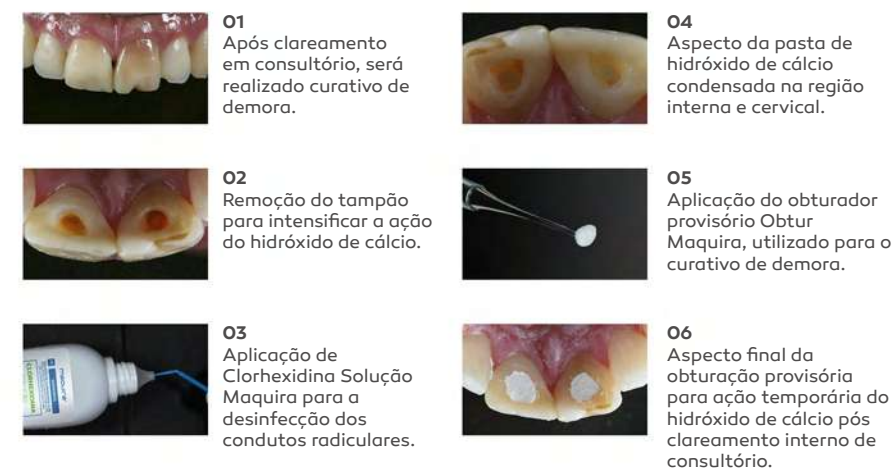 01
Após clareamento
em consultório, será
realizado curativo de
demora.
02
Remoção do tampão
para intensificar a ação
do hidróxido de cálcio.
03
Aplicação de
Clorhexidina Solução
Maquira para a
desinfecção dos
condutos radiculares.
CLORHEXIDINA
maquira
04
Aspecto da pasta de
hidróxido de cálcio
condensada na região
interna e cervical.
05
Aplicação do obturador
provisório Obtur
Maquira, utilizado para o
curativo de demora.
06
Aspecto final da
obturação provisória
para ação temporária do
hidróxido de cálcio pós
clareamento interno de
consultório.